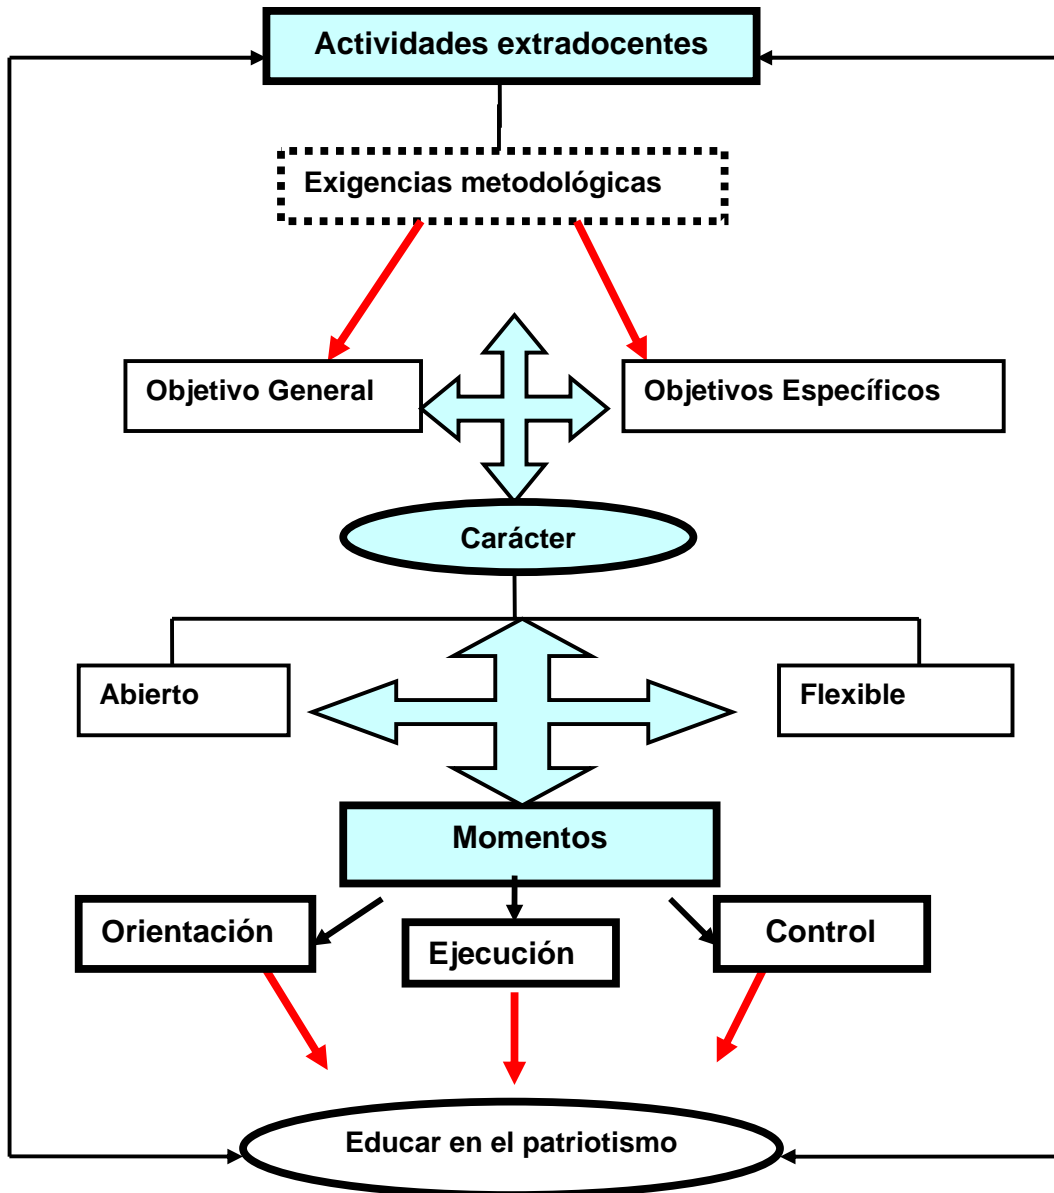 Actividades extradocentes
Exigencias metodológicas
Objetivo General
Objetivos Específicos
Carácter
Abierto
Flexible
Momentos
Orientación
Ejecución
Control
Educar en el patriotismo